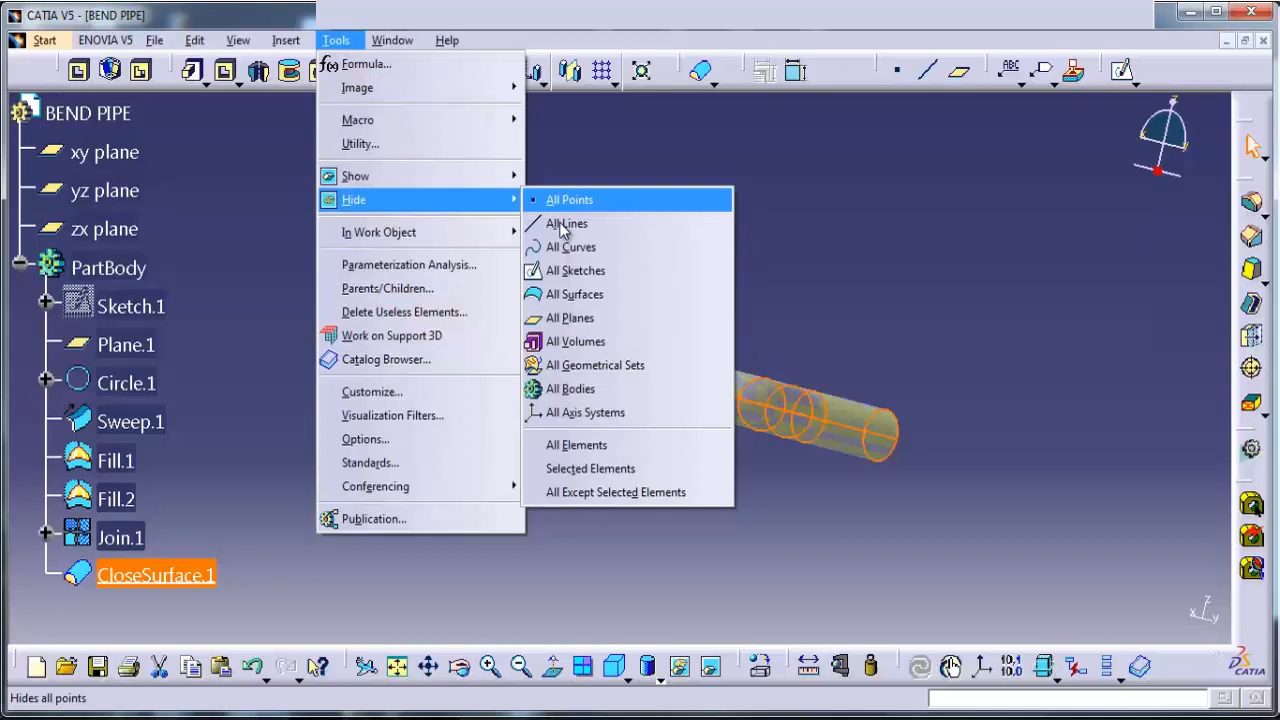 CATIA V5 - [BEND PIPE]
Start ENOVIA V5 File Edit View Insert Tools Window Help
f(x) Formula...
Image
Macro
Utility...
Show
Hide
In Work Object
Parameterization Analysis...
Parents/Children...
Delete Useless Elements...
Work on Support 3D
Catalog Browser...
Customize...
Visualization Filters...
Options...
Standards...
Conferencing
Publication...
All Points
All Lines
All Curves
All Sketches
All Surfaces
All Planes
All Volumes
All Geometrical Sets
All Bodies
All Axis Systems
All Elements
Selected Elements
All Except Selected Elements
ABC
BEND PIPE
xy plane
yz plane
zx plane
PartBody
Sketch.1
Plane.1
Circle.1
Sweep.1
Fill.1
Fill.2
Join.1
CloseSurface.1
z
z
x y
10,1
10,0
CATIA
Hides all points